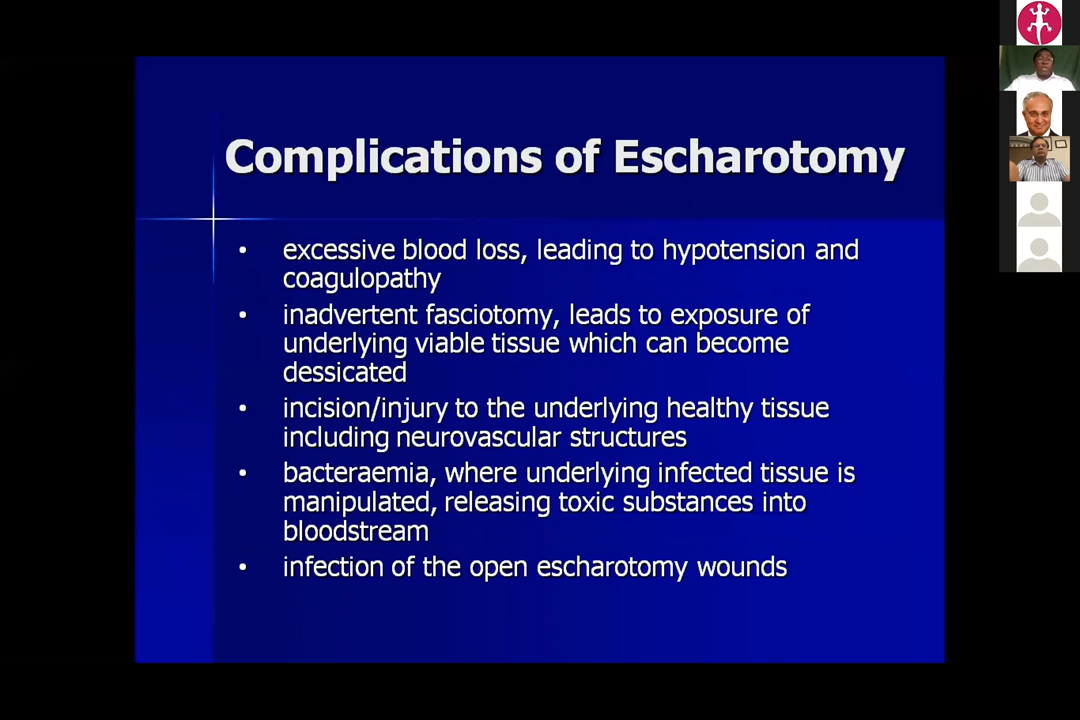 Complications of Escharotomy
• excessive blood loss, leading to hypotension and
coagulopathy
• inadvertent fasciotomy, leads to exposure of
underlying viable tissue which can become
dessicated
• incision/injury to the underlying healthy tissue
including neurovascular structures
• bacteraemia, where underlying infected tissue is
manipulated, releasing toxic substances into
bloodstream
• infection of the open escharotomy wounds